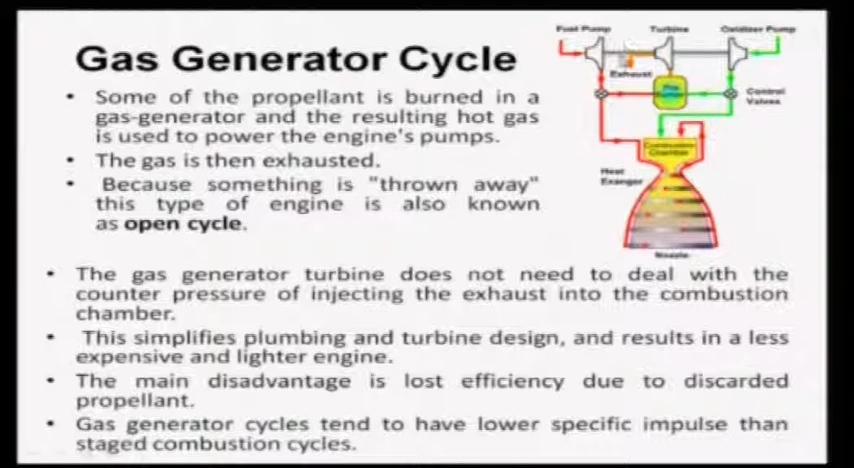 Gas Generator Cycle
• Some of the propellant is burned in a
gas-generator and the resulting hot gas
is used to power the engine's pumps.
• The gas is then exhausted.
• Because something is "thrown away"
this type of engine is also known
as open cycle.
Fuel Pump
Turbine
Oxidizer Pump
Exhaust
Control
Valves
Combustion
Chamber
Heat
Exanger
Nozzle
• The gas generator turbine does not need to deal with the
counter pressure of injecting the exhaust into the combustion
chamber.
• This simplifies plumbing and turbine design, and results in a less
expensive and lighter engine.
• The main disadvantage is lost efficiency due to discarded
propellant.
• Gas generator cycles tend to have lower specific impulse than
staged combustion cycles.